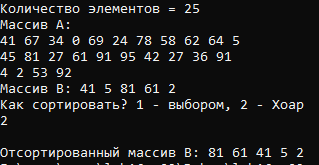 Количество элементов = 25
Массив А:
41 67 34 0 69 24 78 58 62 64 5
45 81 27 61 91 95 42 27 36 91
4 2 53 92
Массив В: 41 5 81 61 2
Как сортировать? 1 - выбором, 2 - Хоар
2
Отсортированный массив В: 81 61 41 5 2